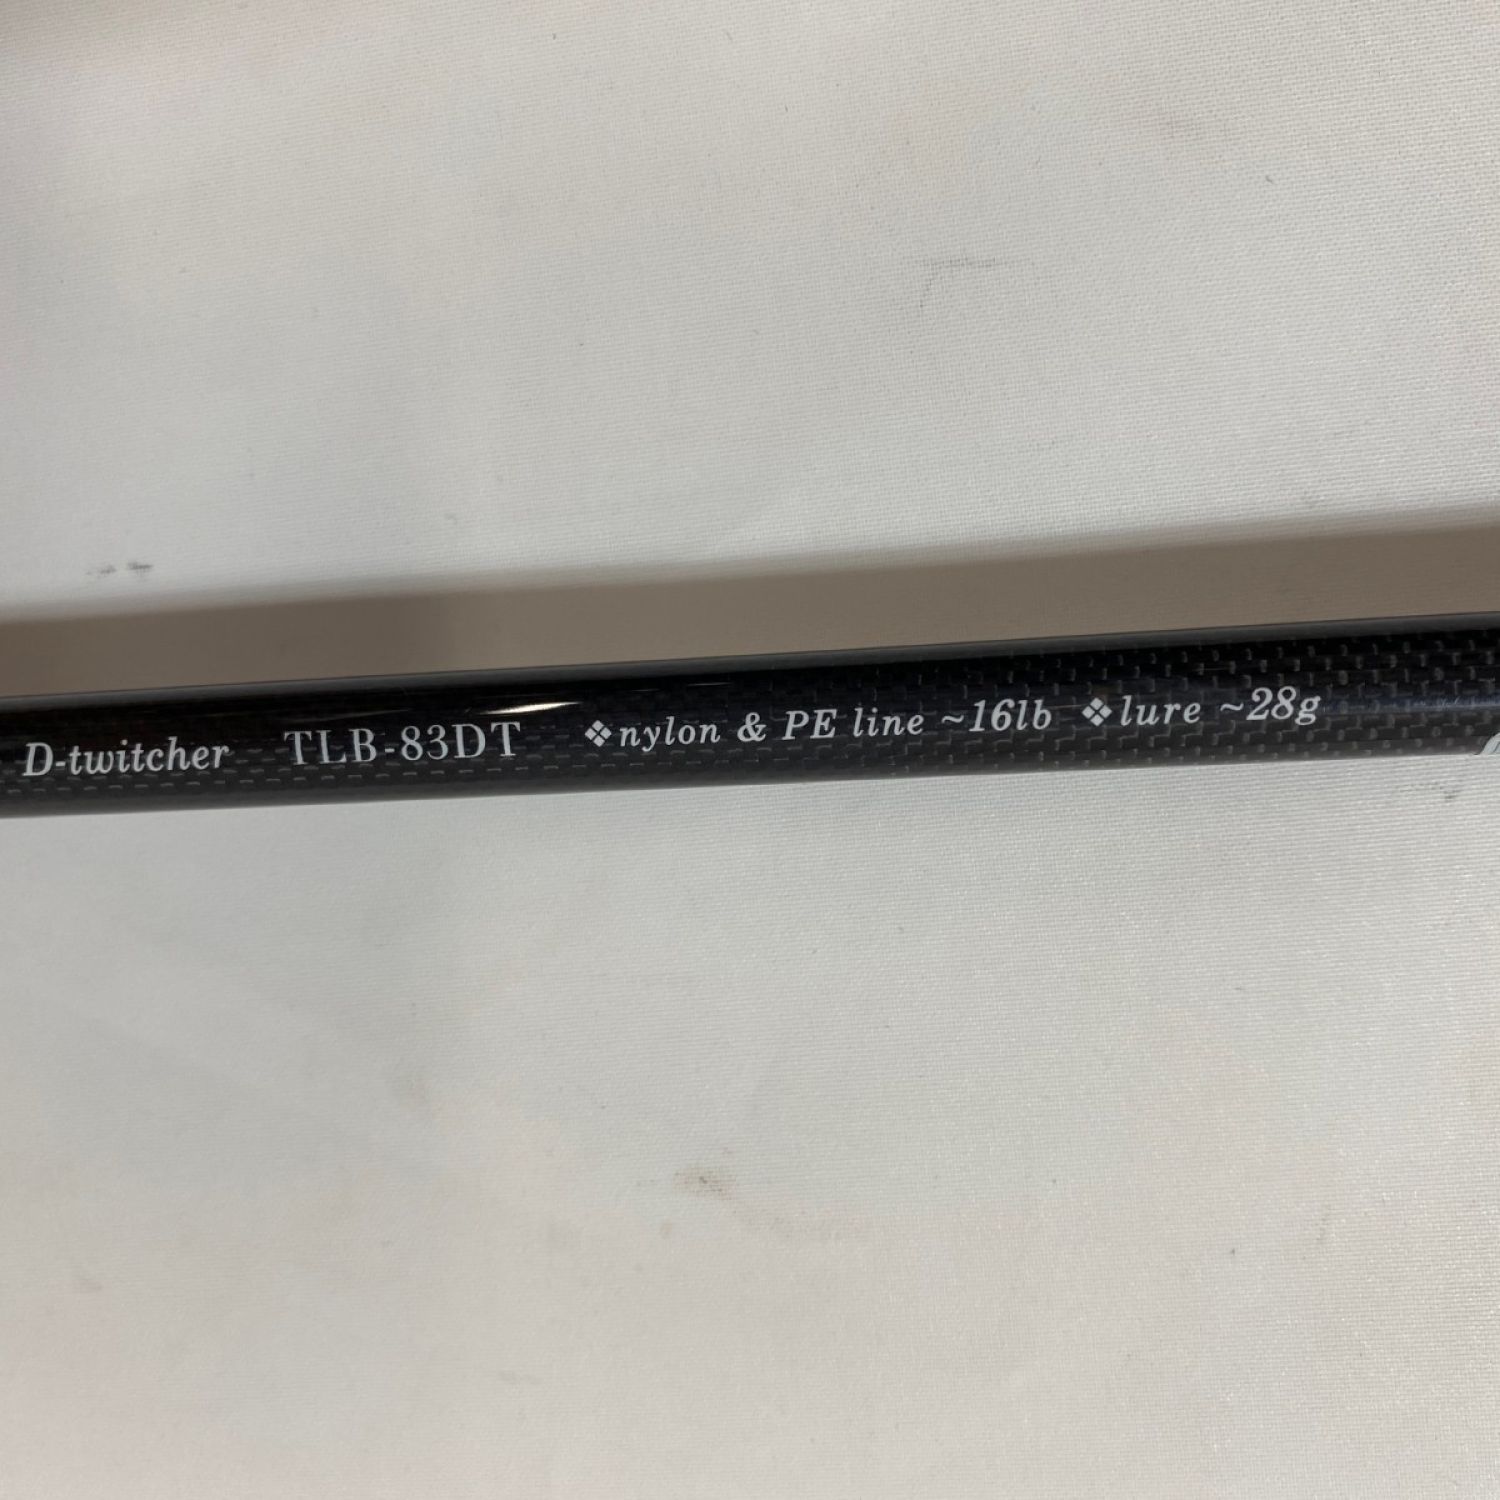 D-twitcher TLB-83DT ❖nylon & PE line ~16lb ❖lure ~28g